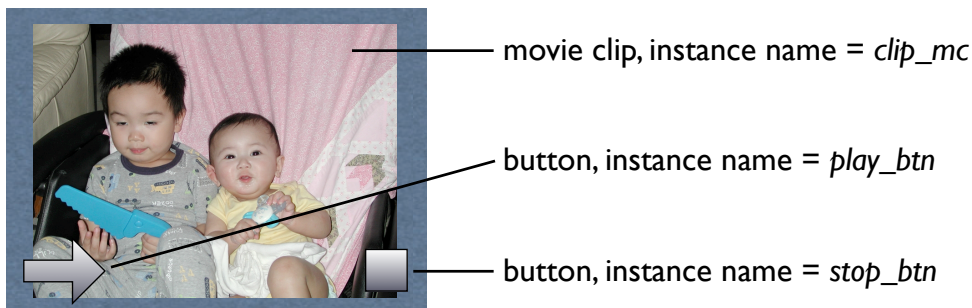 movie clip, instance name = clip_mc
button, instance name = play_btn
button, instance name = stop_btn